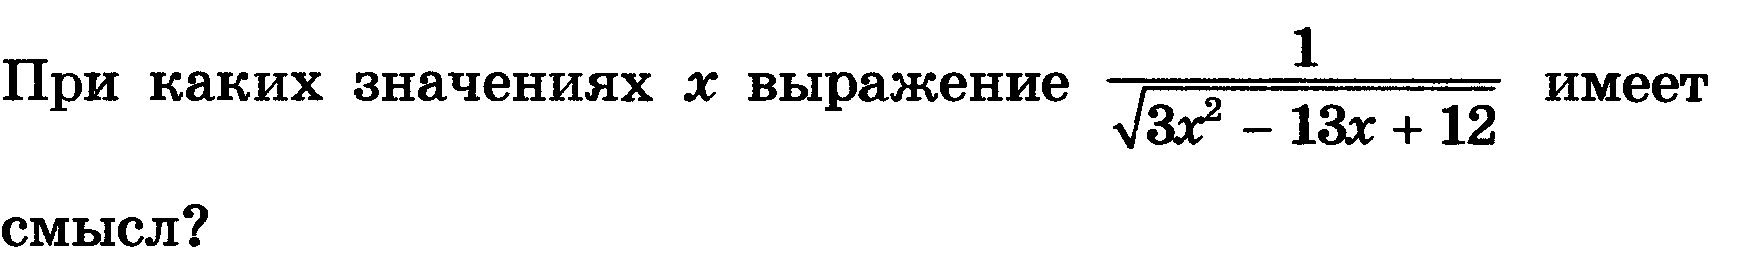 При каких значениях x выражение 1/√(3x² − 13x + 12) имеет
смысл?